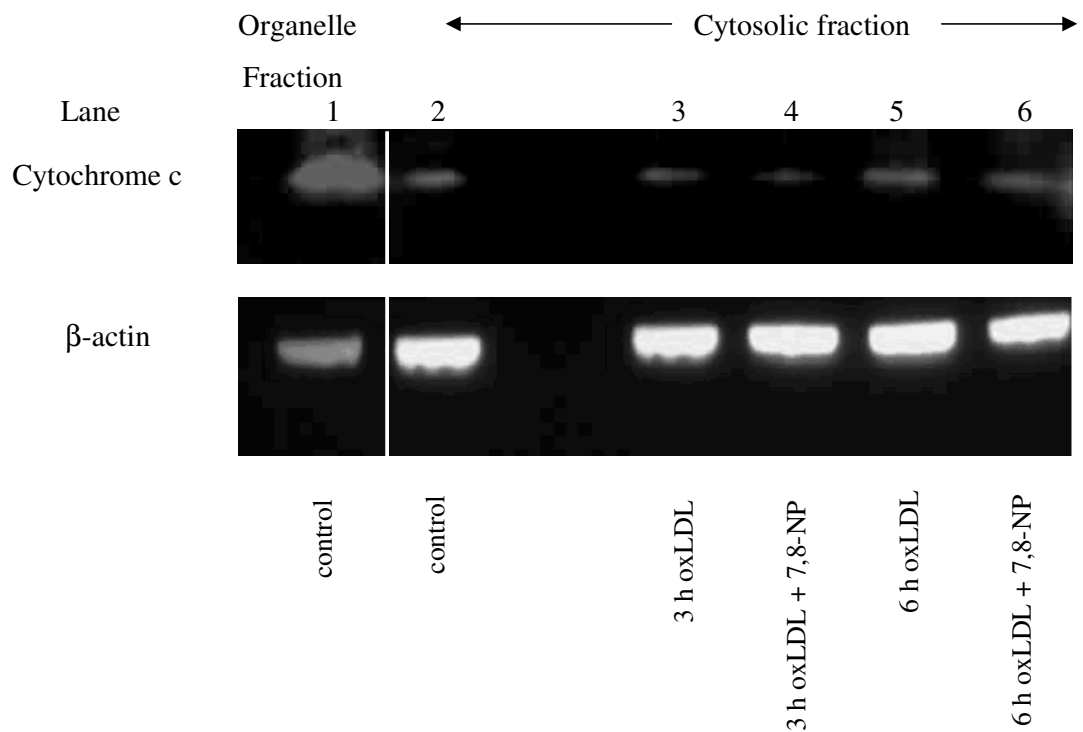 Organelle Cytosolic fraction
Fraction
Lane 1 2 3 4 5 6
Cytochrome c
β-actin
control
control
3 h oxLDL
3 h oxLDL + 7,8-NP
6 h oxLDL
6 h oxLDL + 7,8-NP